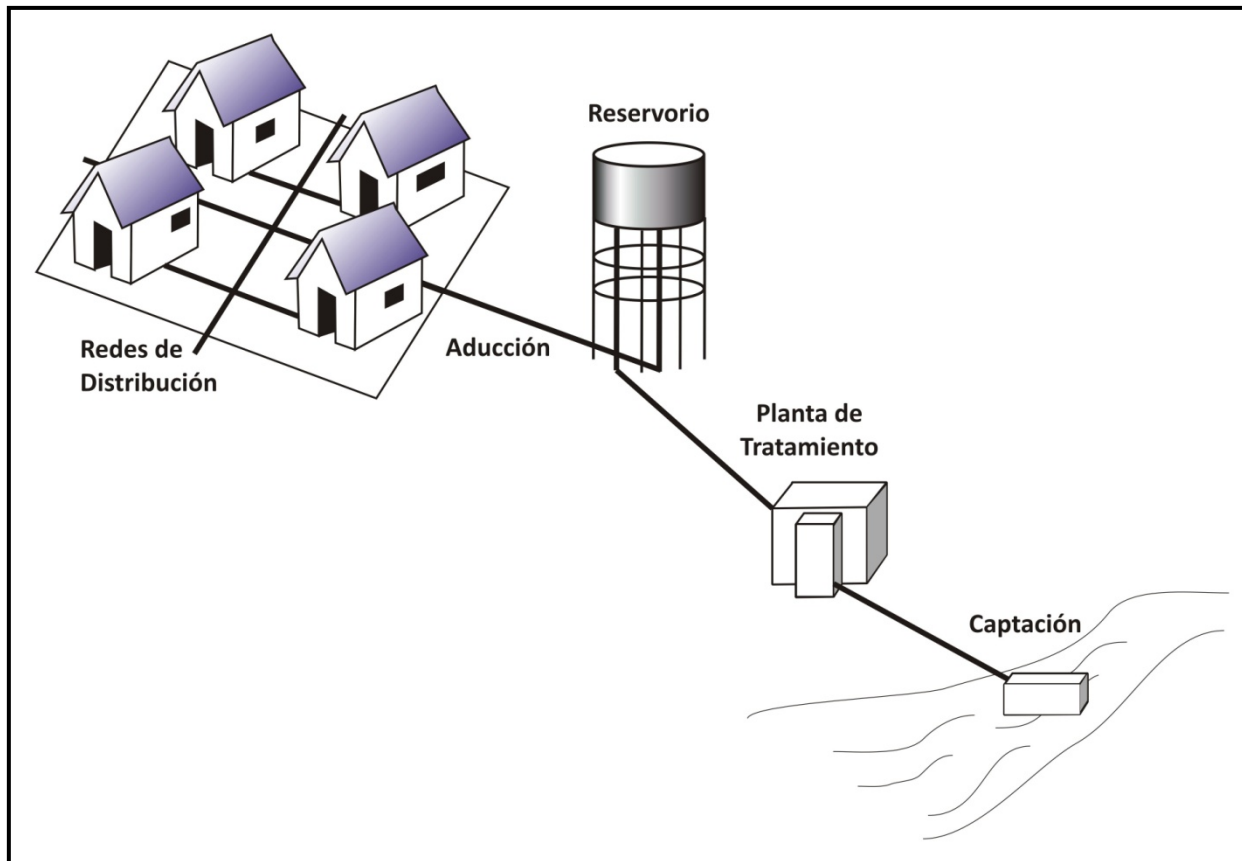 Reservorio
Aducción
Redes de
Distribución
Planta de
Tratamiento
Captación